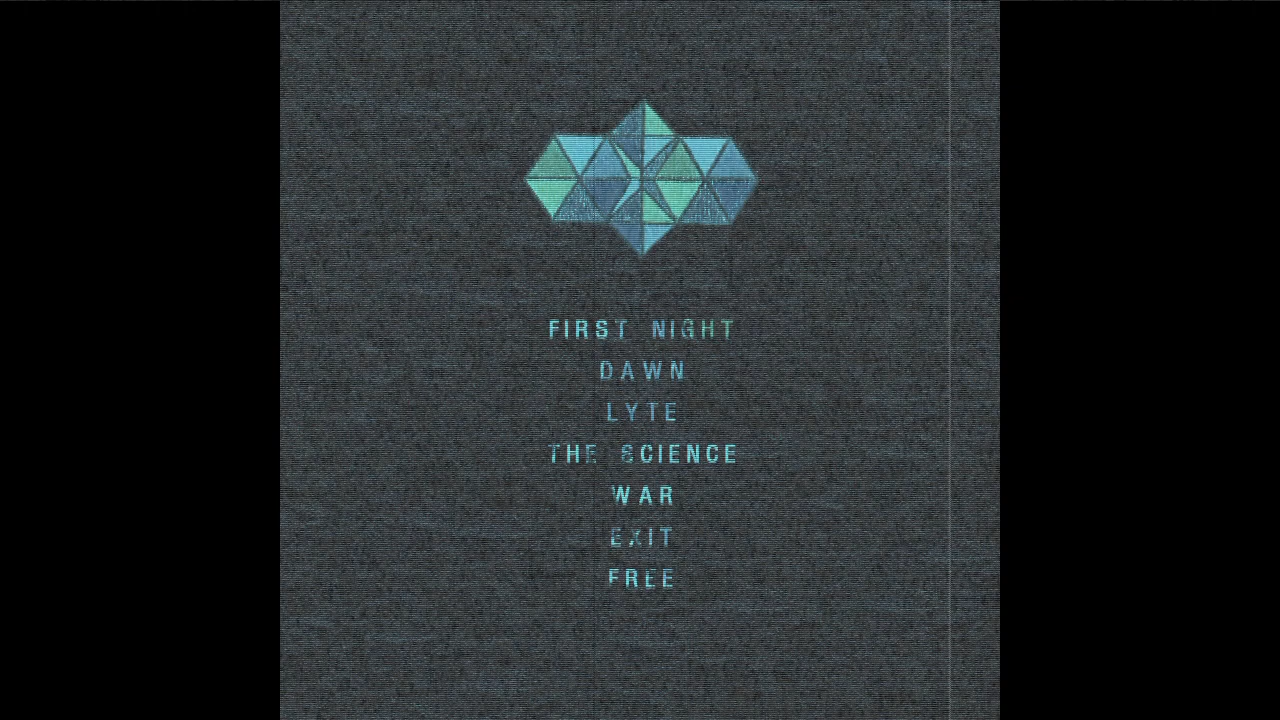 FIRST NIGHT
DAWN
LYTE
THE SCIENCE
WAR
EXIT
FREE